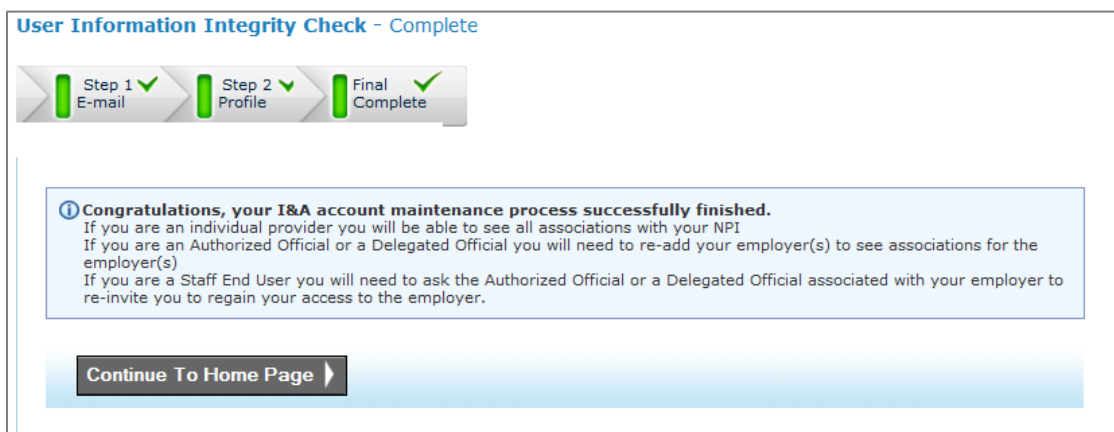 User Information Integrity Check - Complete
Step 1
E-mail
Step 2
Profile
Final
Complete
Congratulations, your I&A account maintenance process successfully finished.
If you are an individual provider you will be able to see all associations with your NPI
If you are an Authorized Official or a Delegated Official you will need to re-add your employer(s) to see associations for the
employer(s)
If you are a Staff End User you will need to ask the Authorized Official or a Delegated Official associated with your employer to
re-invite you to regain your access to the employer.
Continue To Home Page